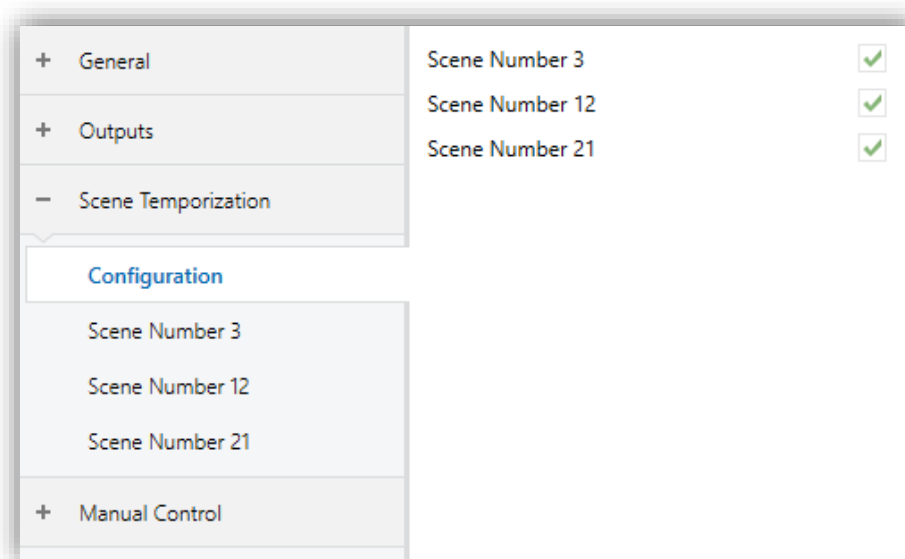 General
Outputs
Scene Temporization
Configuration
Scene Number 3
Scene Number 12
Scene Number 21
Manual Control
Scene Number 3
Scene Number 12
Scene Number 21